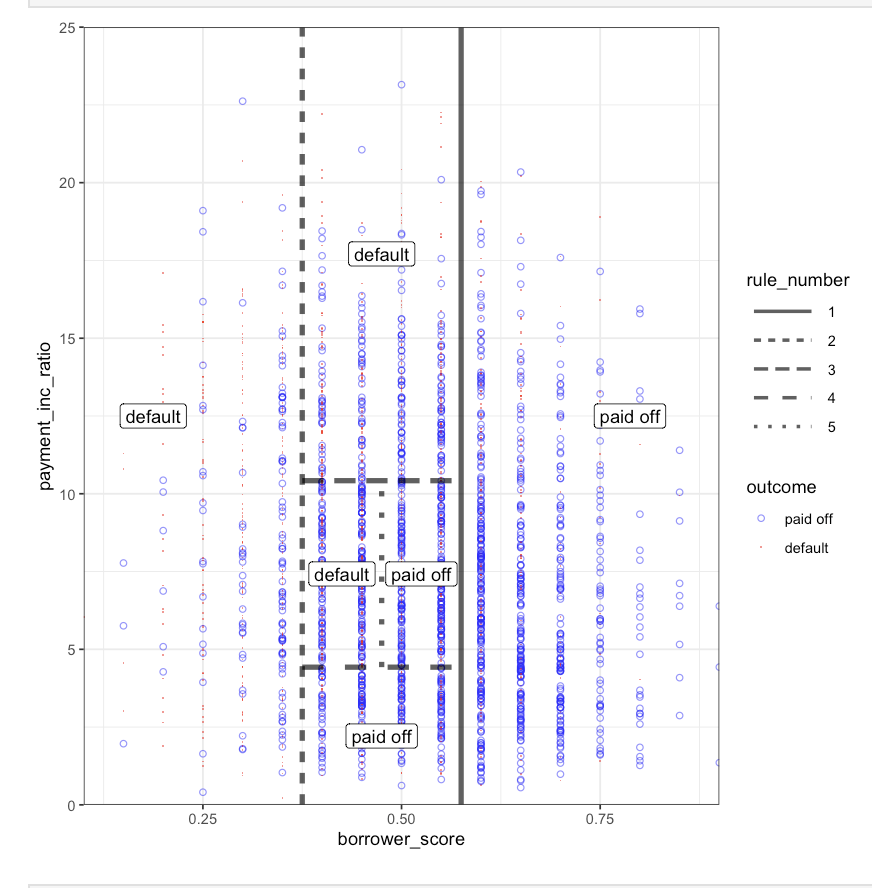 25
20
15
10
5
0
payment_inc_ratio
default
default
paid off
default
paid off
paid off
0.25
0.50
0.75
borrower_score
rule_number
1
2
3
4
5
outcome
paid off
default